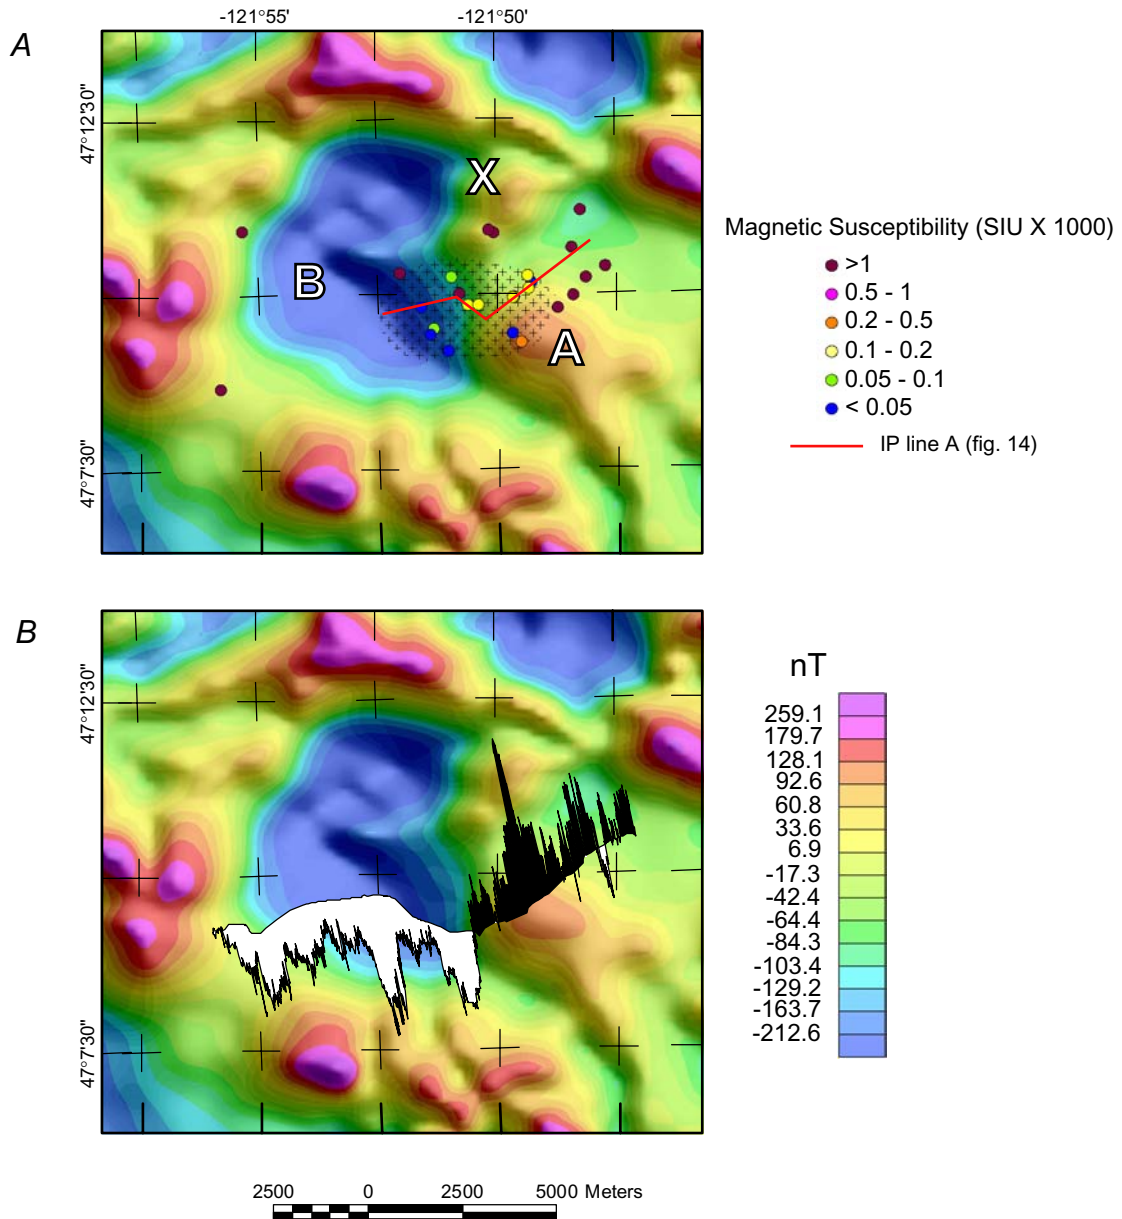 A
-121°55'
-121°50'
47°12'30"
47°7'30"
X
B
A
Magnetic Susceptibility (SIU X 1000)
>1
0.5 - 1
0.2 - 0.5
0.1 - 0.2
0.05 - 0.1
< 0.05
IP line A (fig. 14)
B
47°12'30"
47°7'30"
nT
259.1
179.7
128.1
92.6
60.8
33.6
6.9
-17.3
-42.4
-64.4
-84.3
-103.4
-129.2
-163.7
-212.6
2500 0 2500 5000 Meters